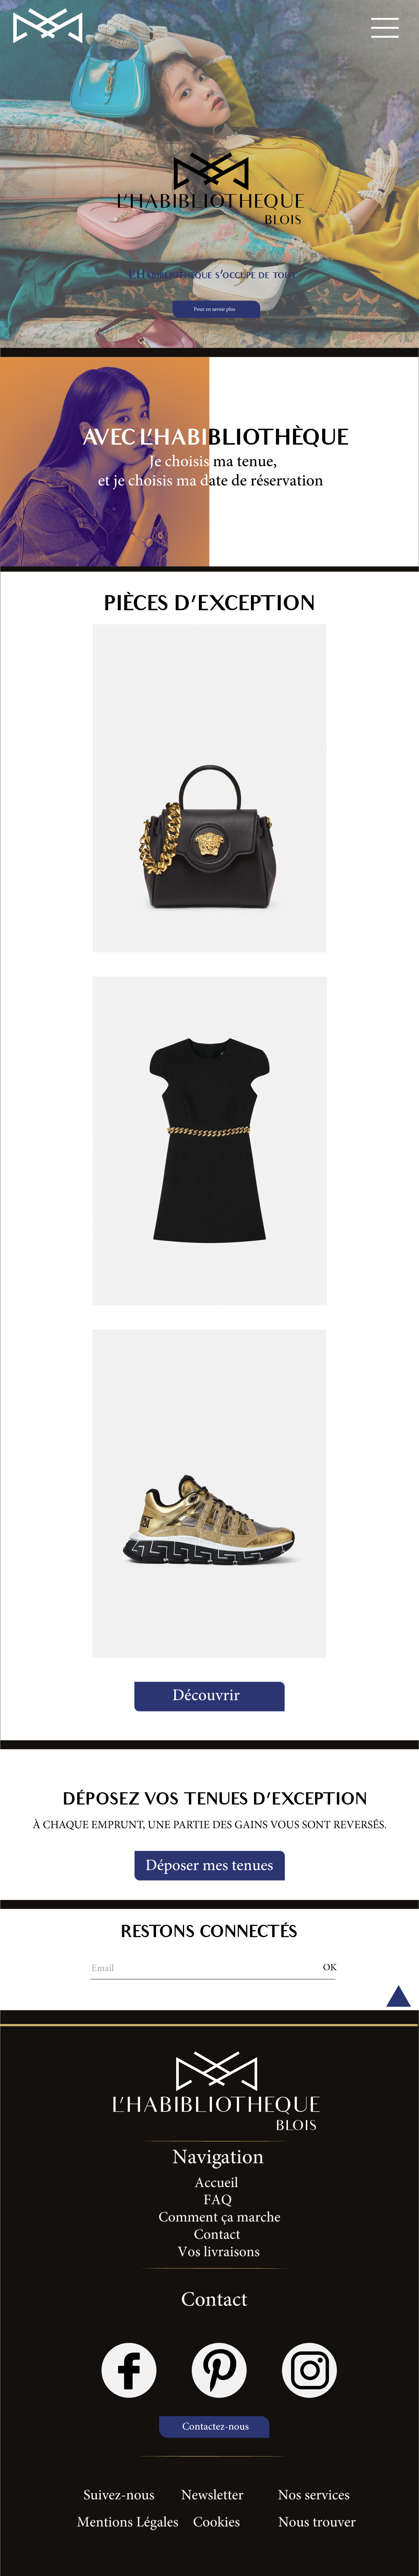 L'HABIBLIOTHEQUE
BLOIS
L'HABIBLIOTHÈQUE S'OCCUPE DE TOUT
Pour en savoir plus
AVEC L'HABIBLIOTHÈQUE
Je choisis ma tenue,
et je choisis ma date de réservation
PIÈCES D'EXCEPTION
Découvrir
DÉPOSEZ VOS TENUES D'EXCEPTION
À CHAQUE EMPRUNT, UNE PARTIE DES GAINS VOUS SONT REVERSÉS.
Déposer mes tenues
RESTONS CONNECTÉS
Email OK
L'HABIBLIOTHEQUE
BLOIS
Navigation
Accueil
FAQ
Comment ça marche
Contact
Vos livraisons
Contact
Contactez-nous
Suivez-nous Newsletter Nos services
Mentions Légales Cookies Nous trouver